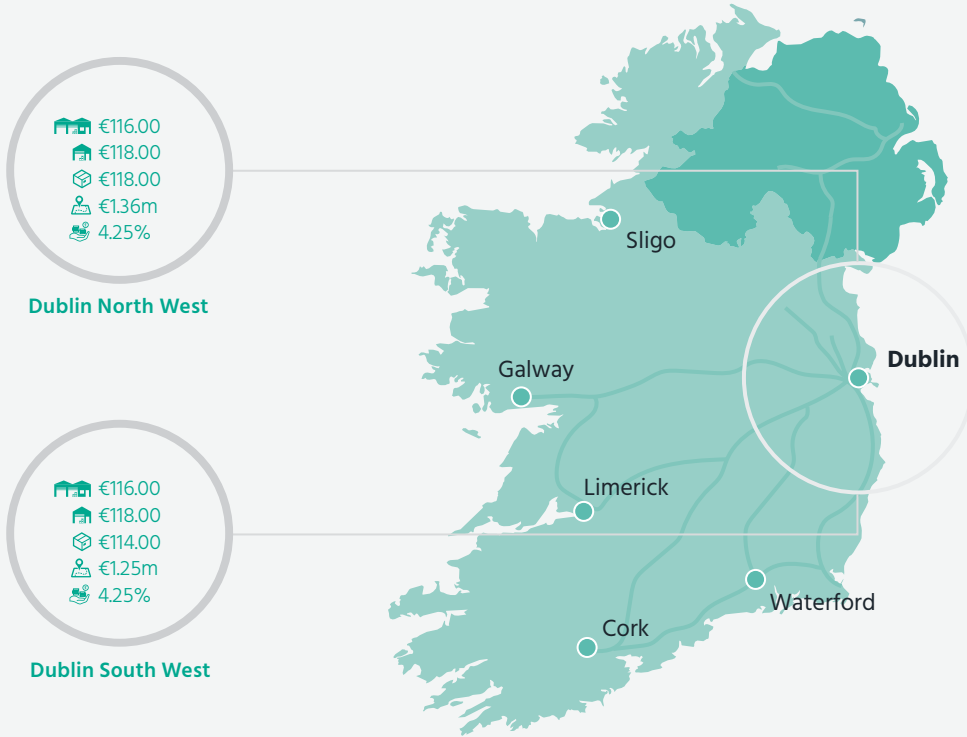 €116.00
€118.00
€118.00
€1.36m
4.25%
Dublin North West
Sligo
Galway
Dublin
Limerick
€116.00
€118.00
€114.00
€1.25m
4.25%
Dublin South West
Waterford
Cork